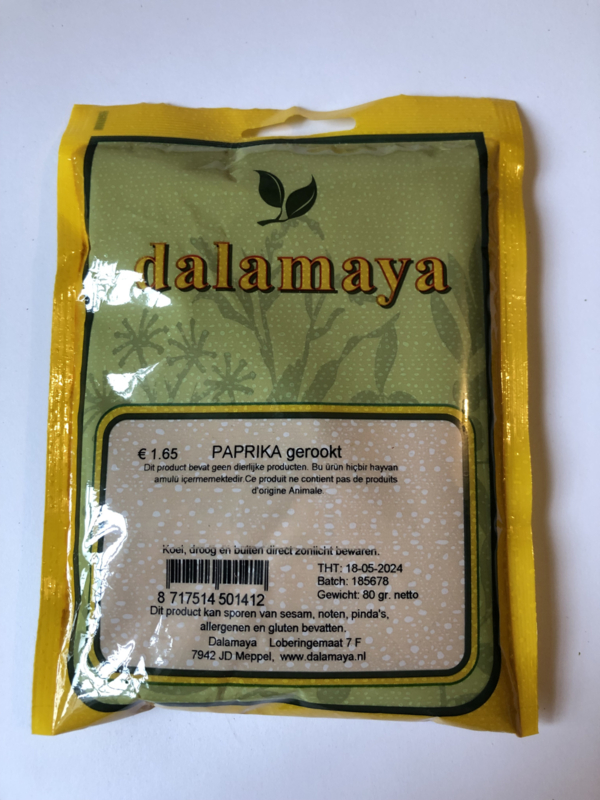 dalamaya
€ 1.65 PAPRIKA gerookt
Dit product bevat geen dierlijke producten. Bu ürün hiçbir hayvan
amulü içermemektedir.Ce produit ne contient pas de produits
d'origine Animale.
Koel, droog en buiten direct zonlicht bewaren.
THT: 18-05-2024
Batch: 185678
Gewicht: 80 gr. netto
8 717514 501412
Dit product kan sporen van sesam, noten, pinda's,
allergenen en gluten bevatten.
Dalamaya Loberingemaat 7 F
7942 JD Meppel, www.dalamaya.nl